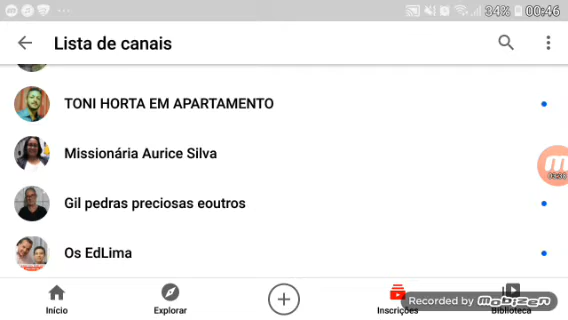 34% 00:46
Lista de canais
TONI HORTA EM APARTAMENTO
Missionária Aurice Silva
Gil pedras preciosas eoutros
Os EdLima
Início
Explorar
Inscrições
Biblioteca
Recorded by MOBIZEN